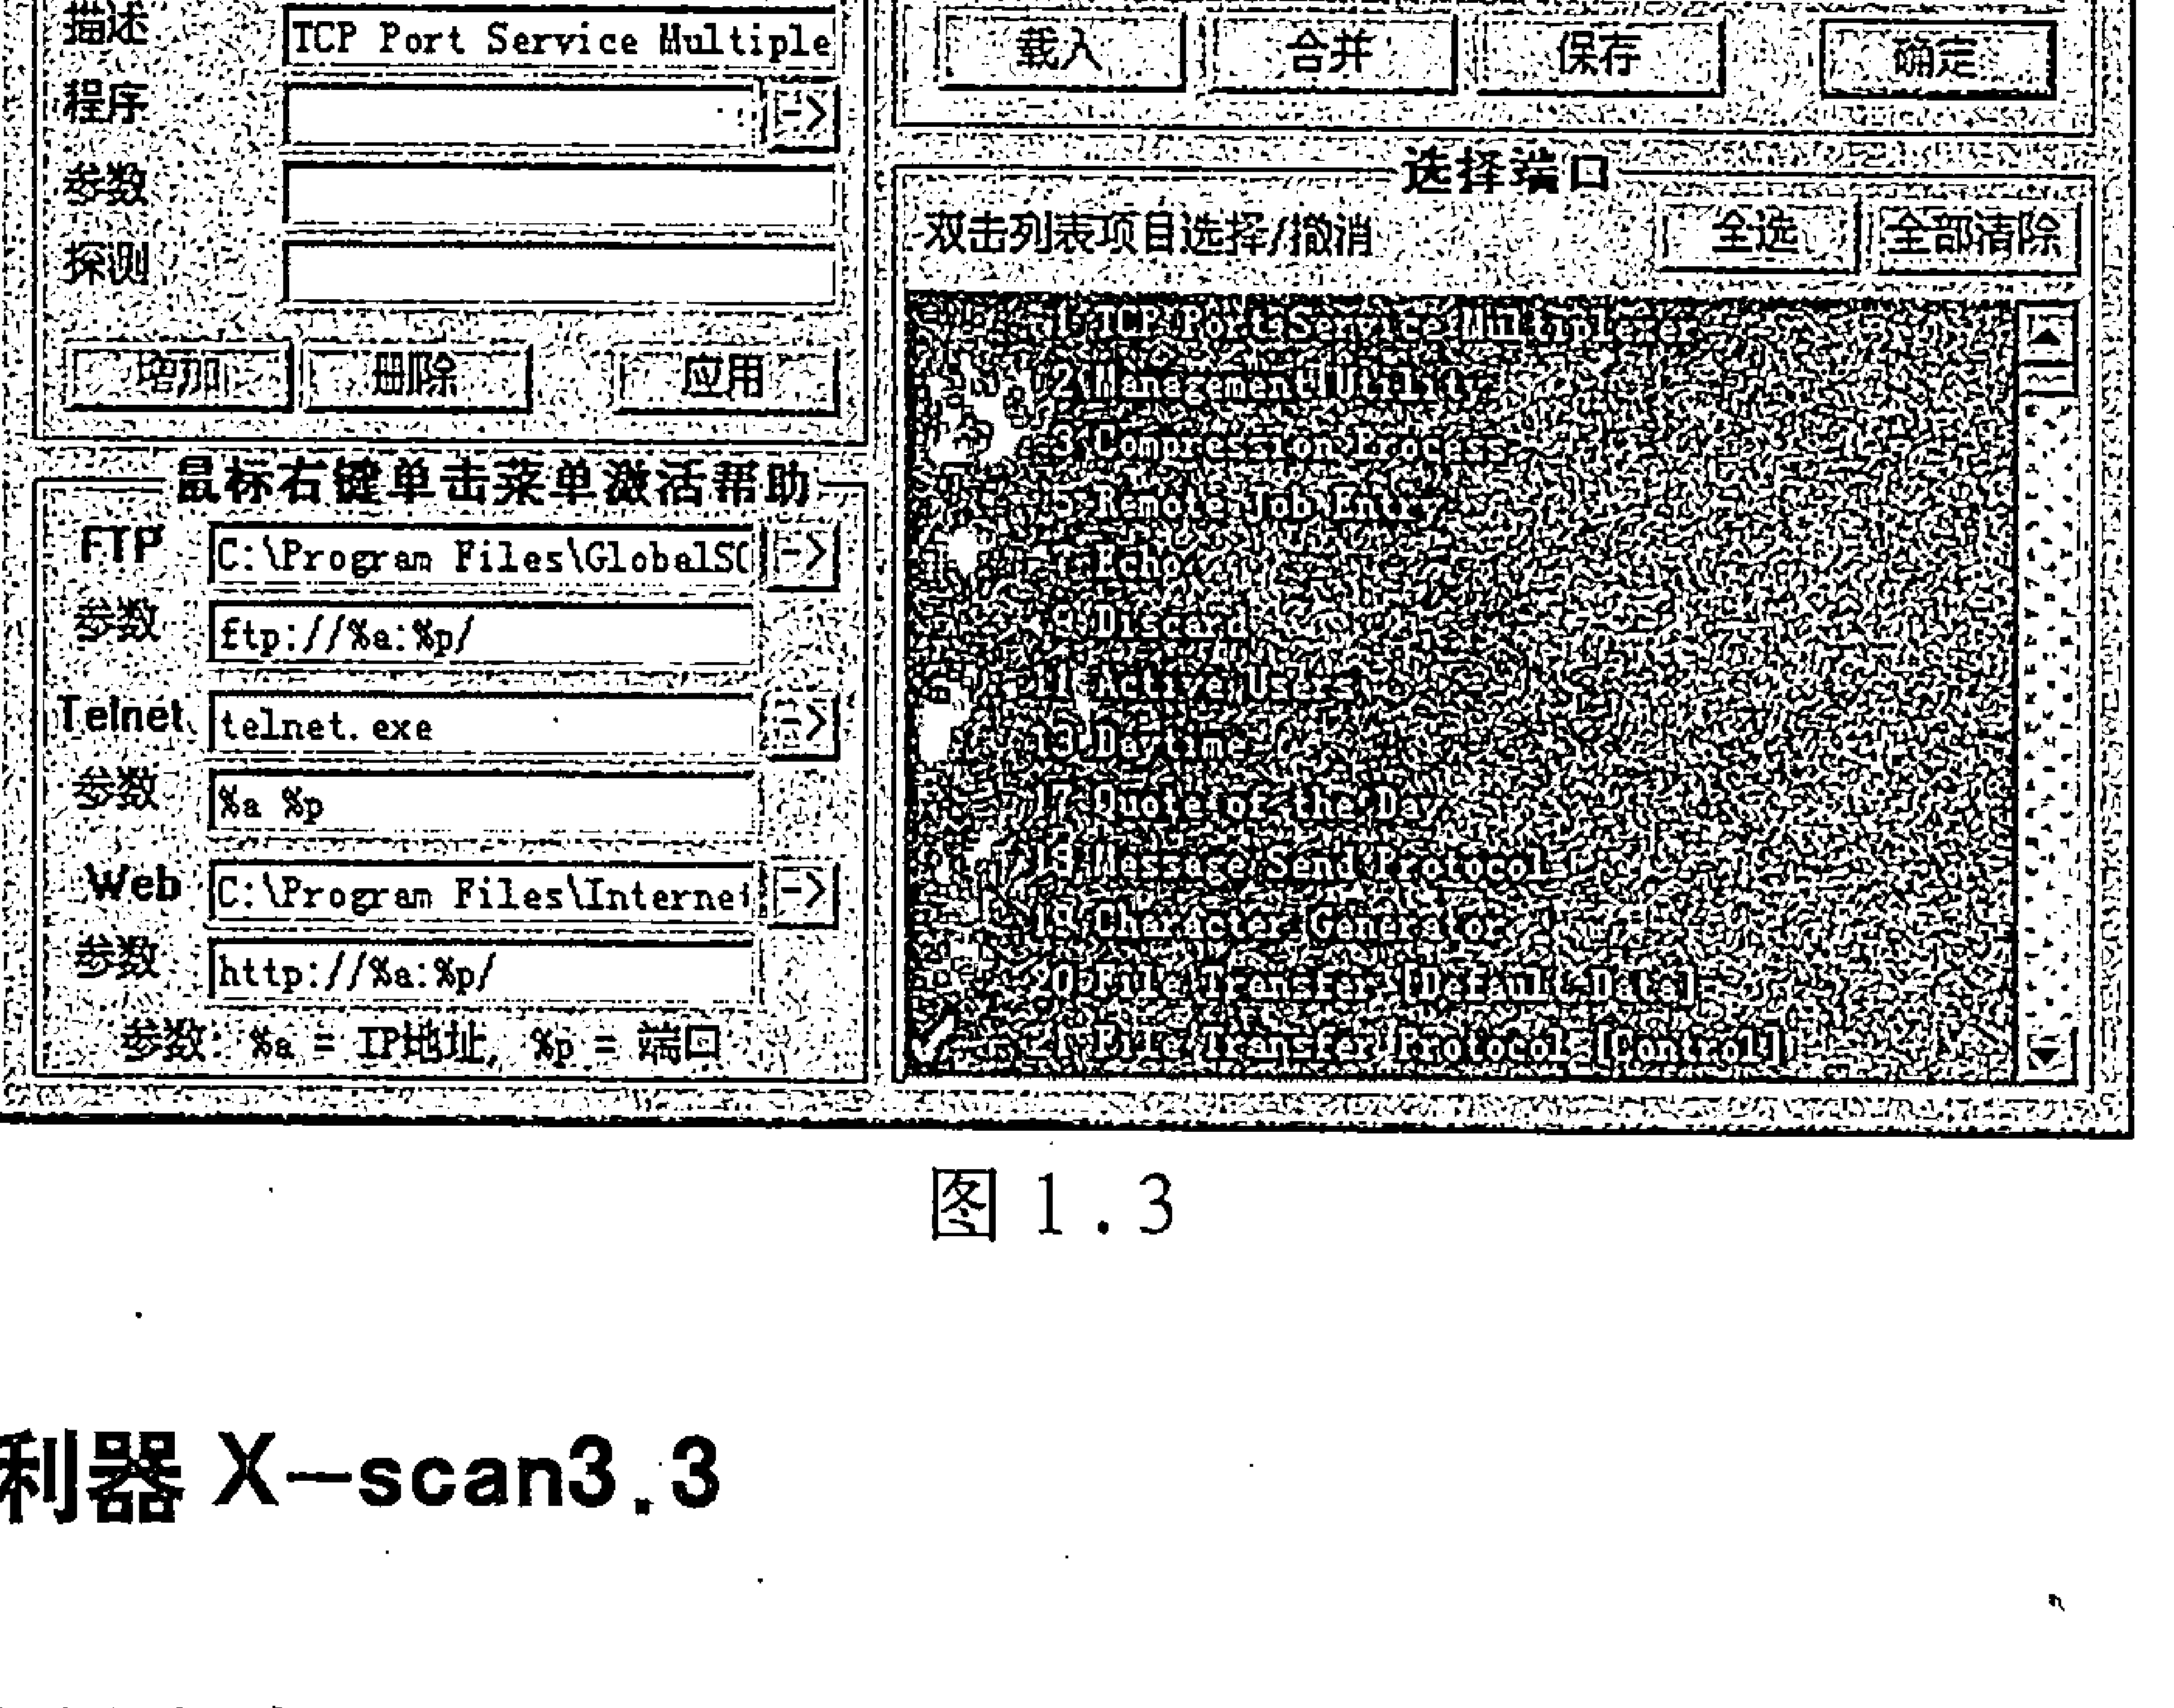 描述 TCP Port Service Multiple
程序 ->
参数
探测
增加 删除 应用
鼠标右键单击菜单激活帮助
FTP C:\Program Files\GlobalSC ->
参数 ftp://%a:%p/
Telnet telnet.exe ->
参数 %a %p
Web C:\Program Files\Internet ->
参数 http://%a:%p/
参数: %a = IP地址, %p = 端口
载入 合并 保存 确定
选择端口
双击列表项目选择/撤消 全选 全部清除
1 TCP Port Service Multiplexer
2 Management Utility
3 Compression Process
5 Remote Job Entry
7 Echo
9 Discard
11 Active Users
13 Daytime
17 Quote of the Day
18 Message Send Protocol
19 Character Generator
20 File Transfer [Default Data]
21 File Transfer Protocol [Control]
图 1.3
利器 X-scan3.3